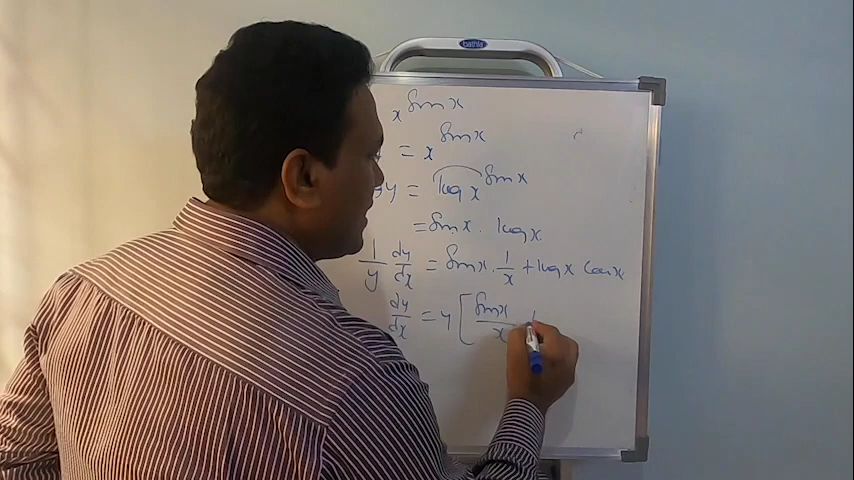 bathla
x^sin x
= x^sin x
y = log x^sin x
= sin x . log x
1/y dy/dx = sin x . 1/x + log x cos x
dy/dx = y [ sin x / x